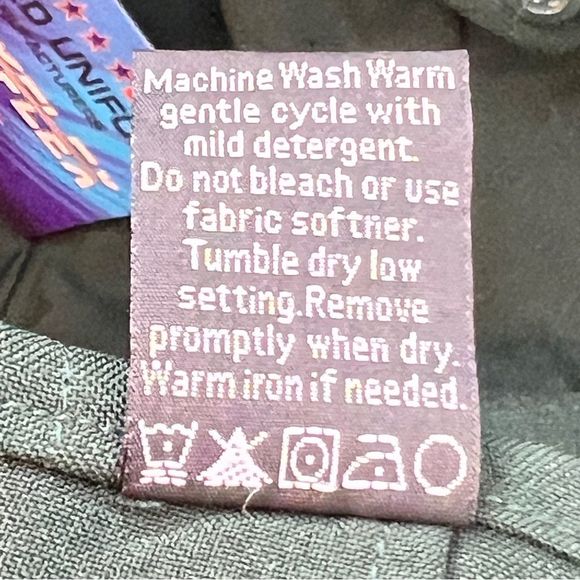 D UNIFO
Machine Wash Warm
gentle cycle with
mild detergent.
Do not bleach or use
fabric softner.
Tumble dry low
setting.Remove
promptly when dry.
Warm iron if needed.